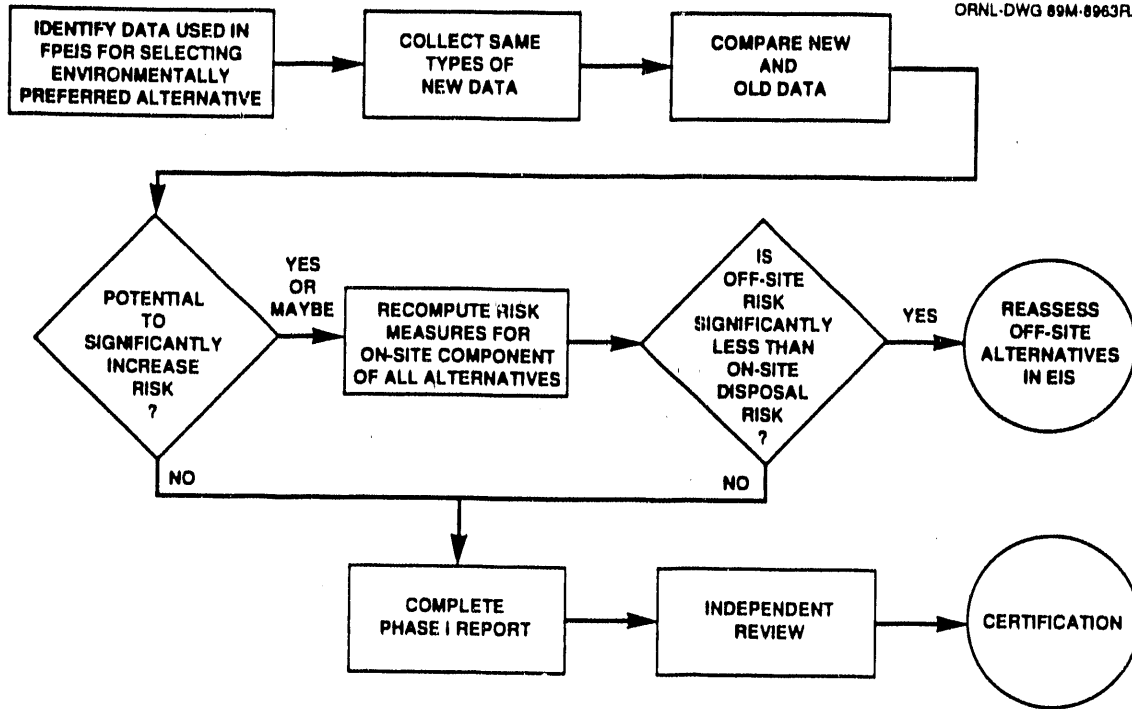 ORNL-DWG 89M-8963R
IDENTIFY DATA USED IN
FPEIS FOR SELECTING
ENVIRONMENTALLY
PREFERRED ALTERNATIVE
COLLECT SAME
TYPES OF
NEW DATA
COMPARE NEW
AND
OLD DATA
POTENTIAL
TO
SIGNIFICANTLY
INCREASE
RISK
?
YES
OR
MAYBE
RECOMPUTE RISK
MEASURES FOR
ON-SITE COMPONENT
OF ALL ALTERNATIVES
IS
OFF-SITE
RISK
SIGNIFICANTLY
LESS THAN
ON-SITE
DISPOSAL
RISK
?
YES
REASSESS
OFF-SITE
ALTERNATIVES
IN EIS
NO
NO
COMPLETE
PHASE I REPORT
INDEPENDENT
REVIEW
CERTIFICATION